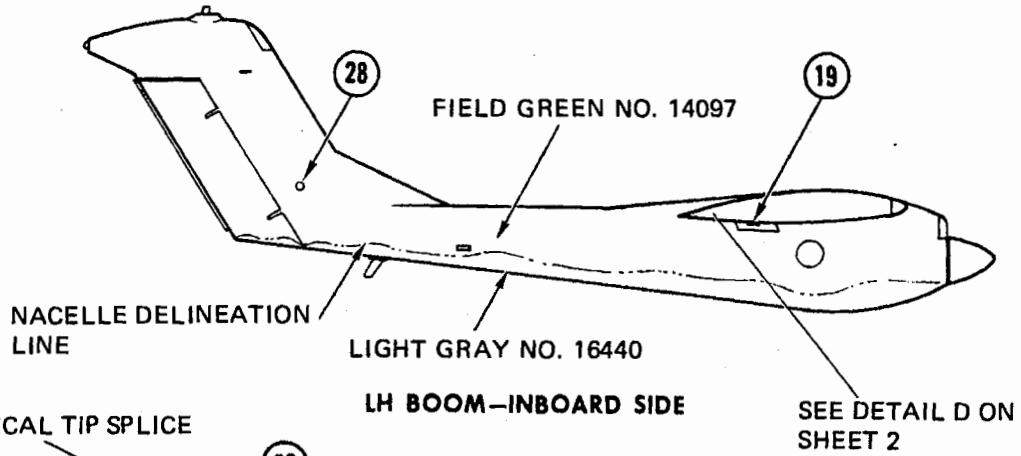 28
19
FIELD GREEN NO. 14097
NACELLE DELINEATION
LINE
LIGHT GRAY NO. 16440
LH BOOM–INBOARD SIDE
SEE DETAIL D ON
SHEET 2
CAL TIP SPLICE